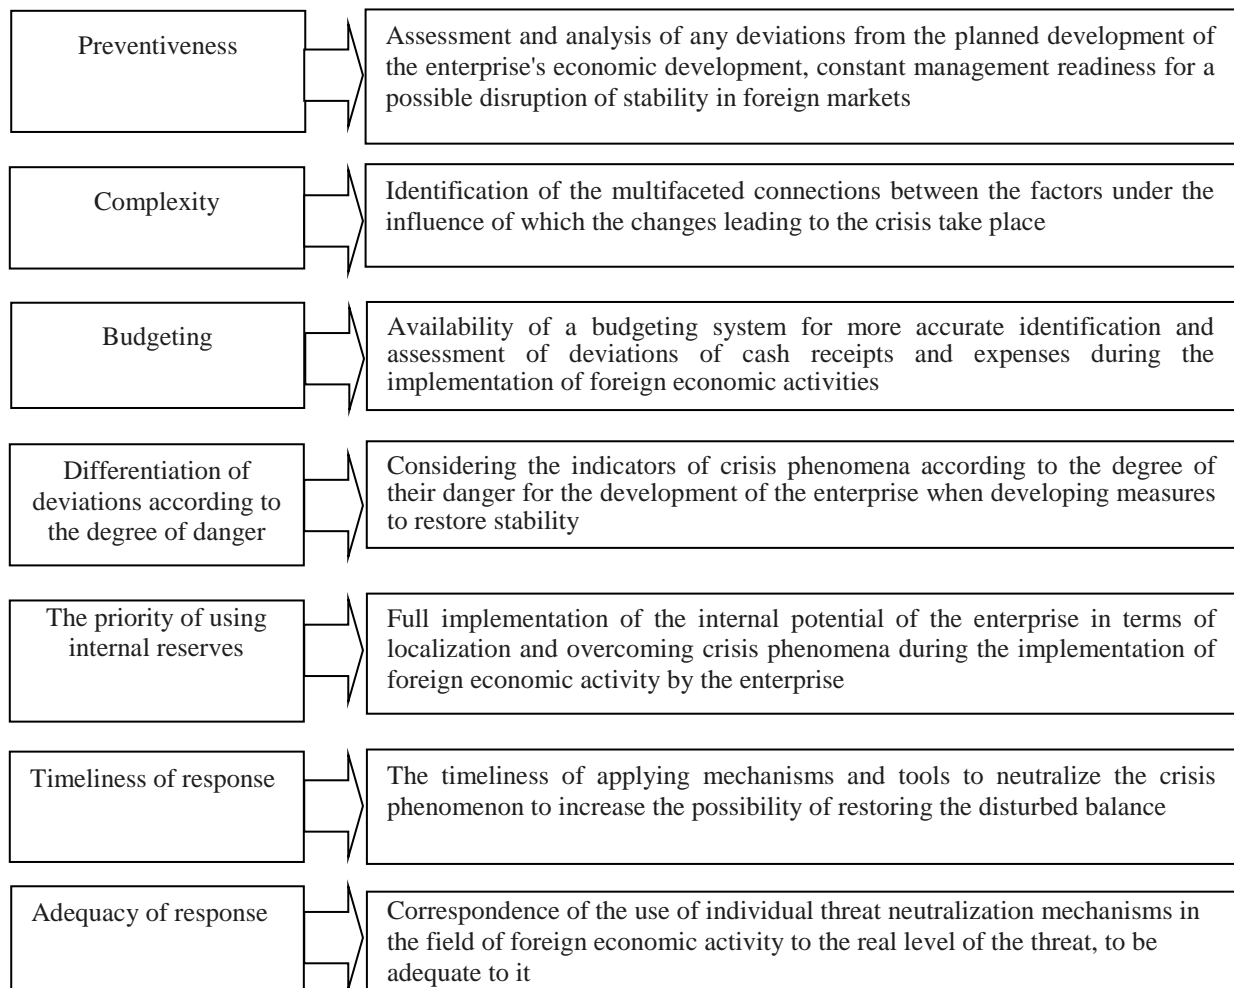 Preventiveness
Assessment and analysis of any deviations from the planned development of
the enterprise's economic development, constant management readiness for a
possible disruption of stability in foreign markets
Complexity
Identification of the multifaceted connections between the factors under the
influence of which the changes leading to the crisis take place
Budgeting
Availability of a budgeting system for more accurate identification and
assessment of deviations of cash receipts and expenses during the
implementation of foreign economic activities
Differentiation of
deviations according to
the degree of danger
Considering the indicators of crisis phenomena according to the degree of
their danger for the development of the enterprise when developing measures
to restore stability
The priority of using
internal reserves
Full implementation of the internal potential of the enterprise in terms of
localization and overcoming crisis phenomena during the implementation of
foreign economic activity by the enterprise
Timeliness of response
The timeliness of applying mechanisms and tools to neutralize the crisis
phenomenon to increase the possibility of restoring the disturbed balance
Adequacy of response
Correspondence of the use of individual threat neutralization mechanisms in
the field of foreign economic activity to the real level of the threat, to be
adequate to it